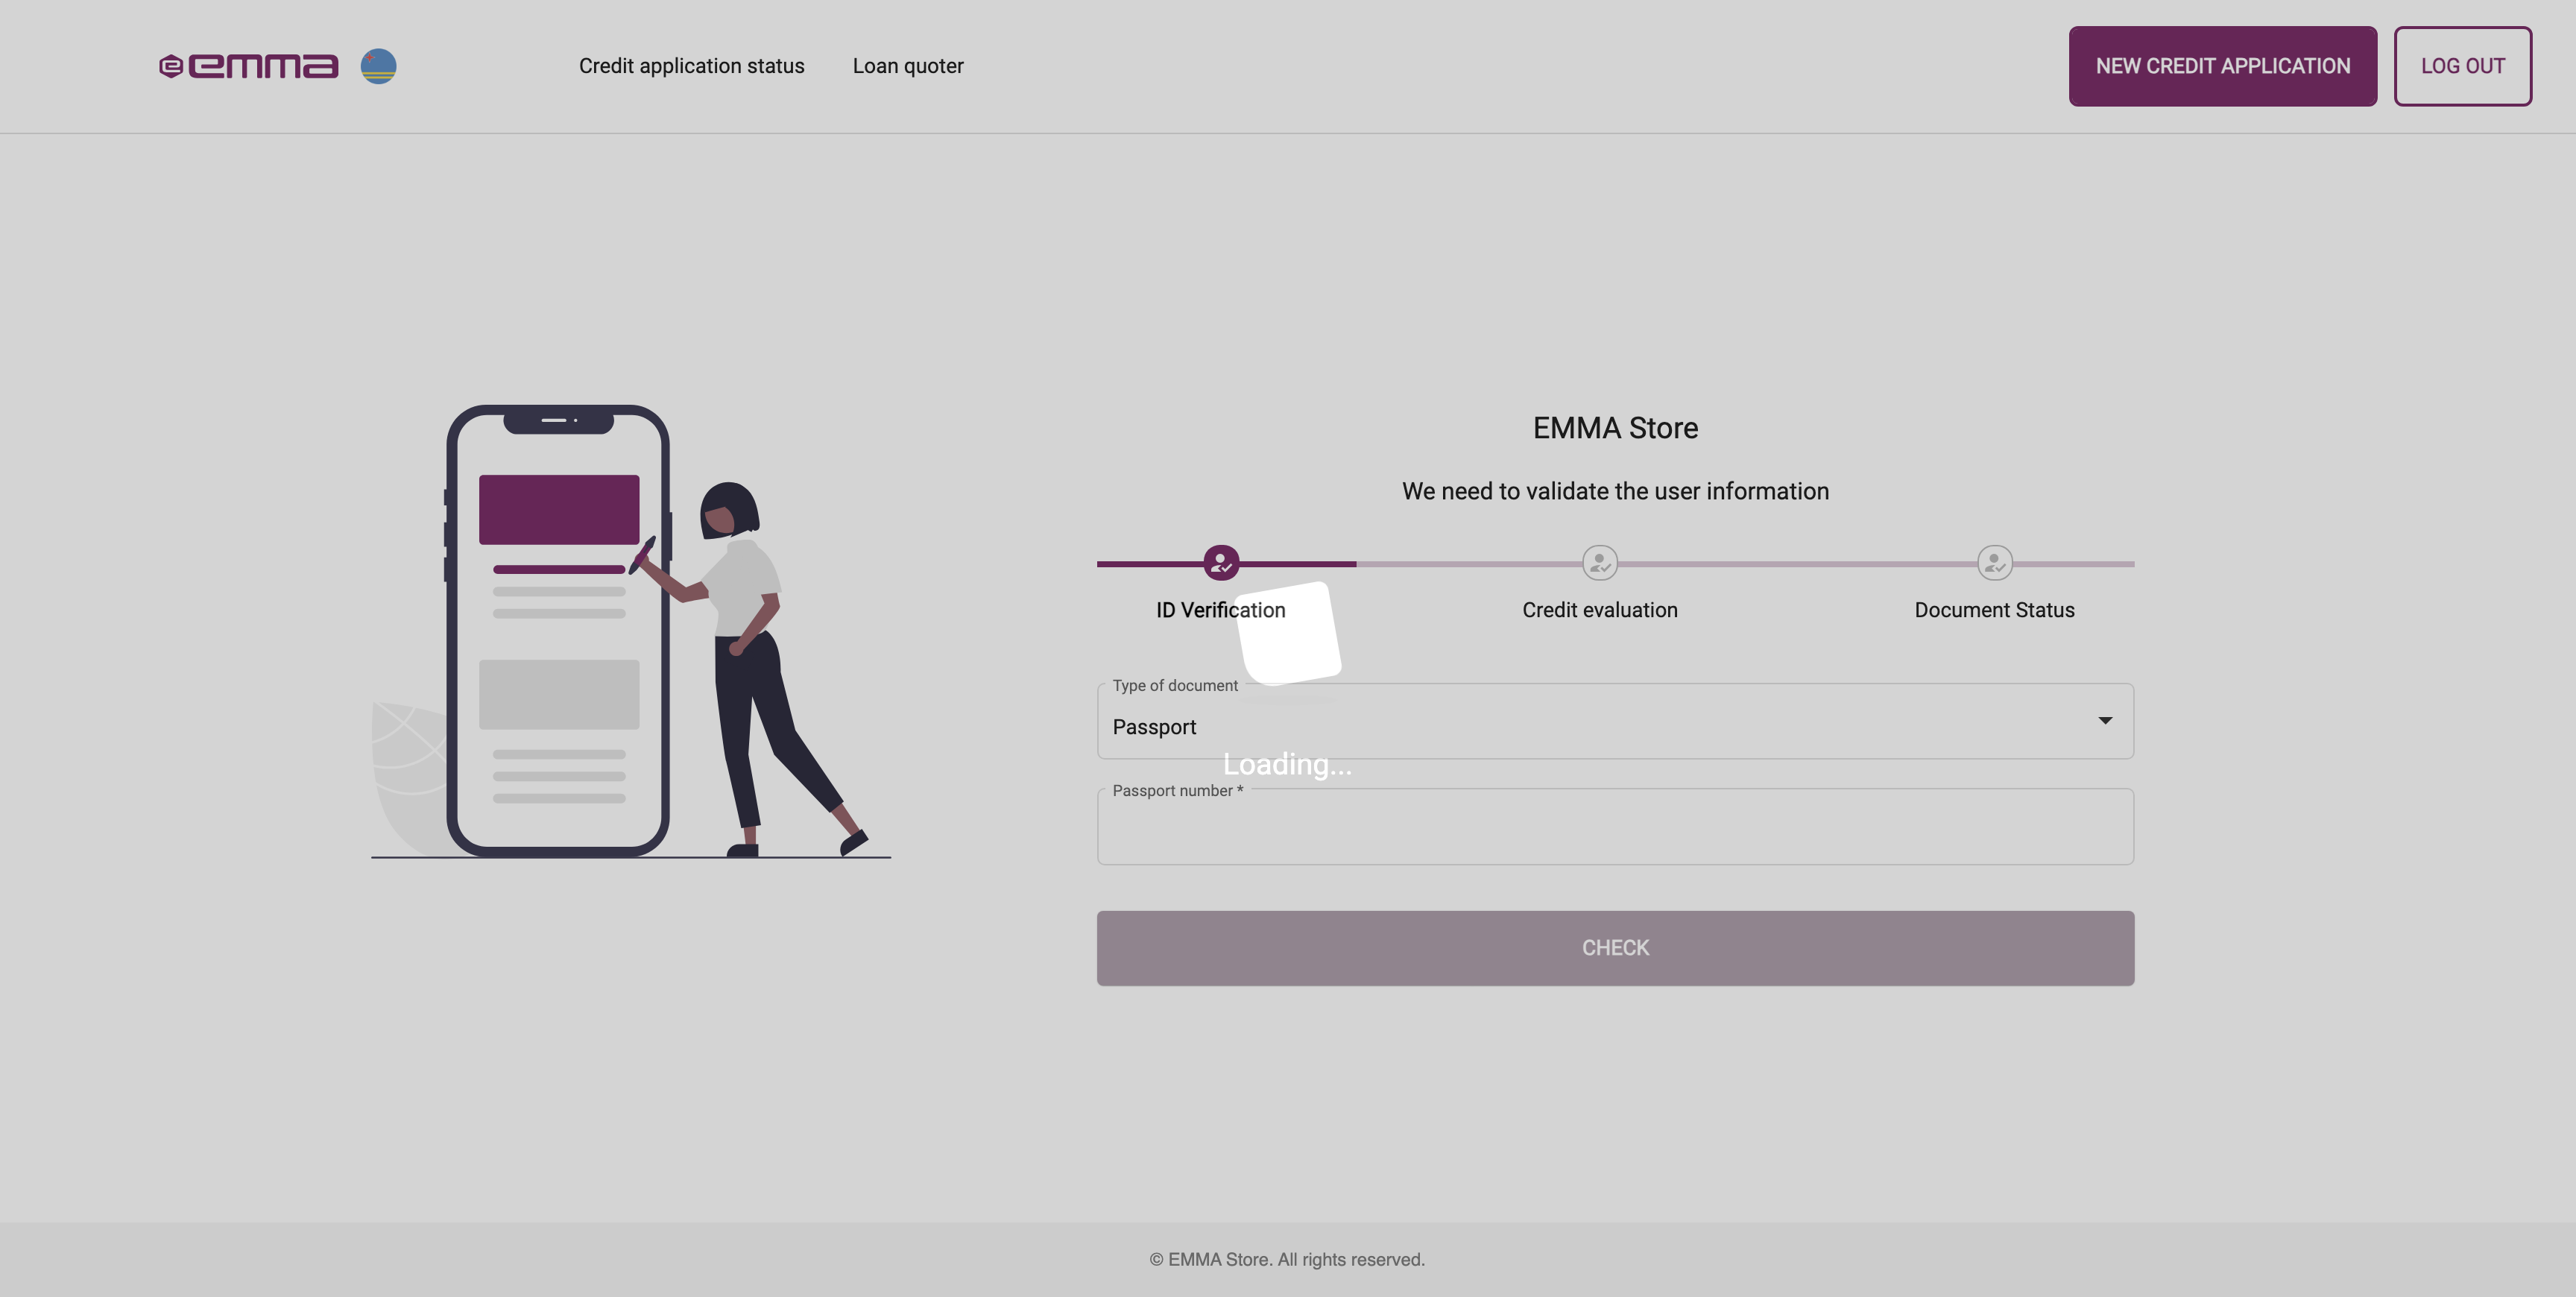 emma
Credit application status
Loan quoter
NEW CREDIT APPLICATION
LOG OUT
EMMA Store
We need to validate the user information
ID Verification
Credit evaluation
Document Status
Type of document
Passport
Loading...
Passport number *
CHECK
© EMMA Store. All rights reserved.